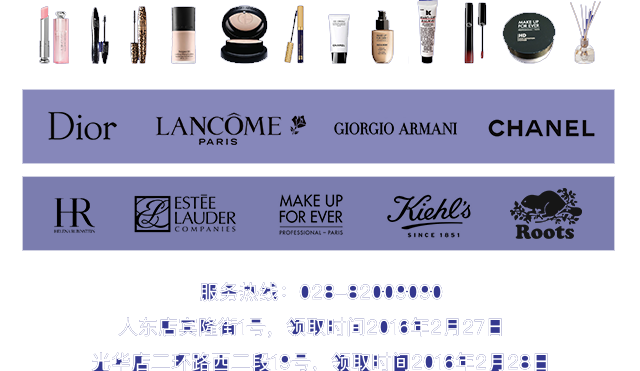 Dior LANCÔME PARIS GIORGIO ARMANI CHANEL
HR HELENA RUBINSTEIN ESTĒE LAUDER COMPANIES MAKE UP FOR EVER PROFESSIONAL - PARIS Kiehl's SINCE 1851 Roots
服务热线：028—82009090
人东店宾隆街1号，领取时间2016年2月27日
光华店二环路西二段19号，领取时间2016年2月28日